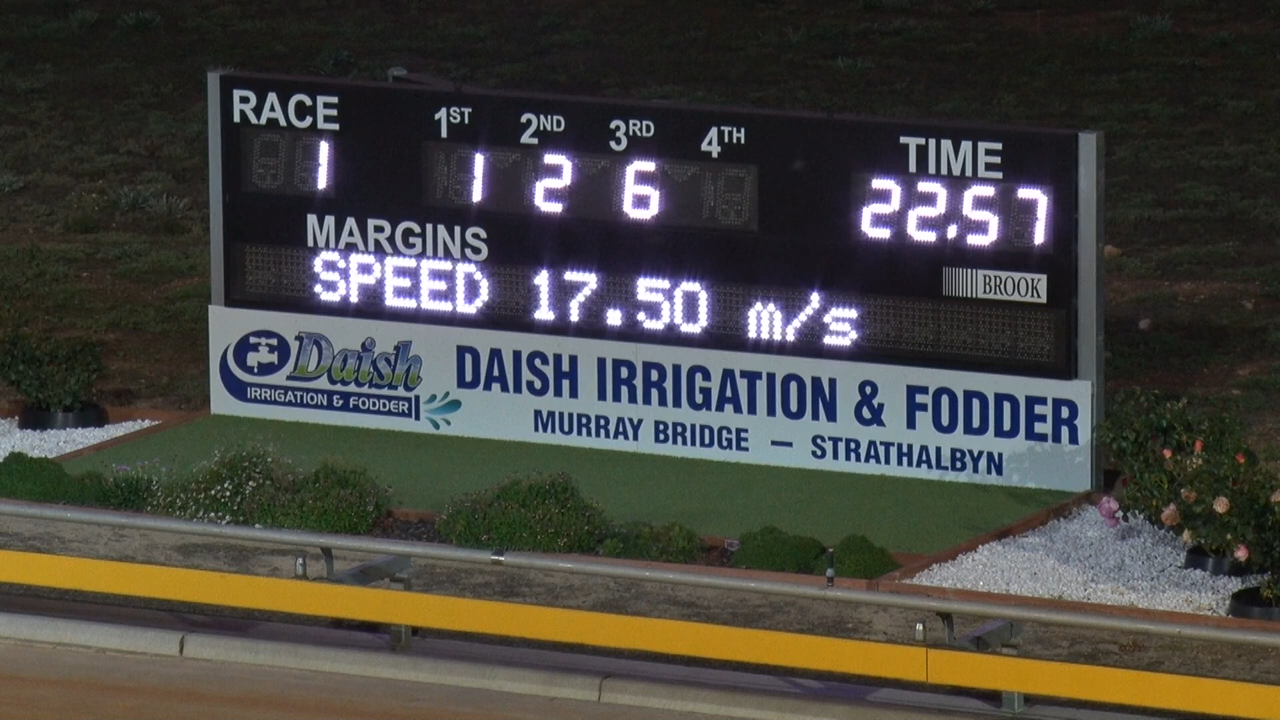 RACE 1ST 2ND 3RD 4TH TIME
1 1 2 6 22.57
MARGINS
SPEED 17.50 m/s
BROOK
Daish
IRRIGATION & FODDER
DAISH IRRIGATION & FODDER
MURRAY BRIDGE — STRATHALBYN